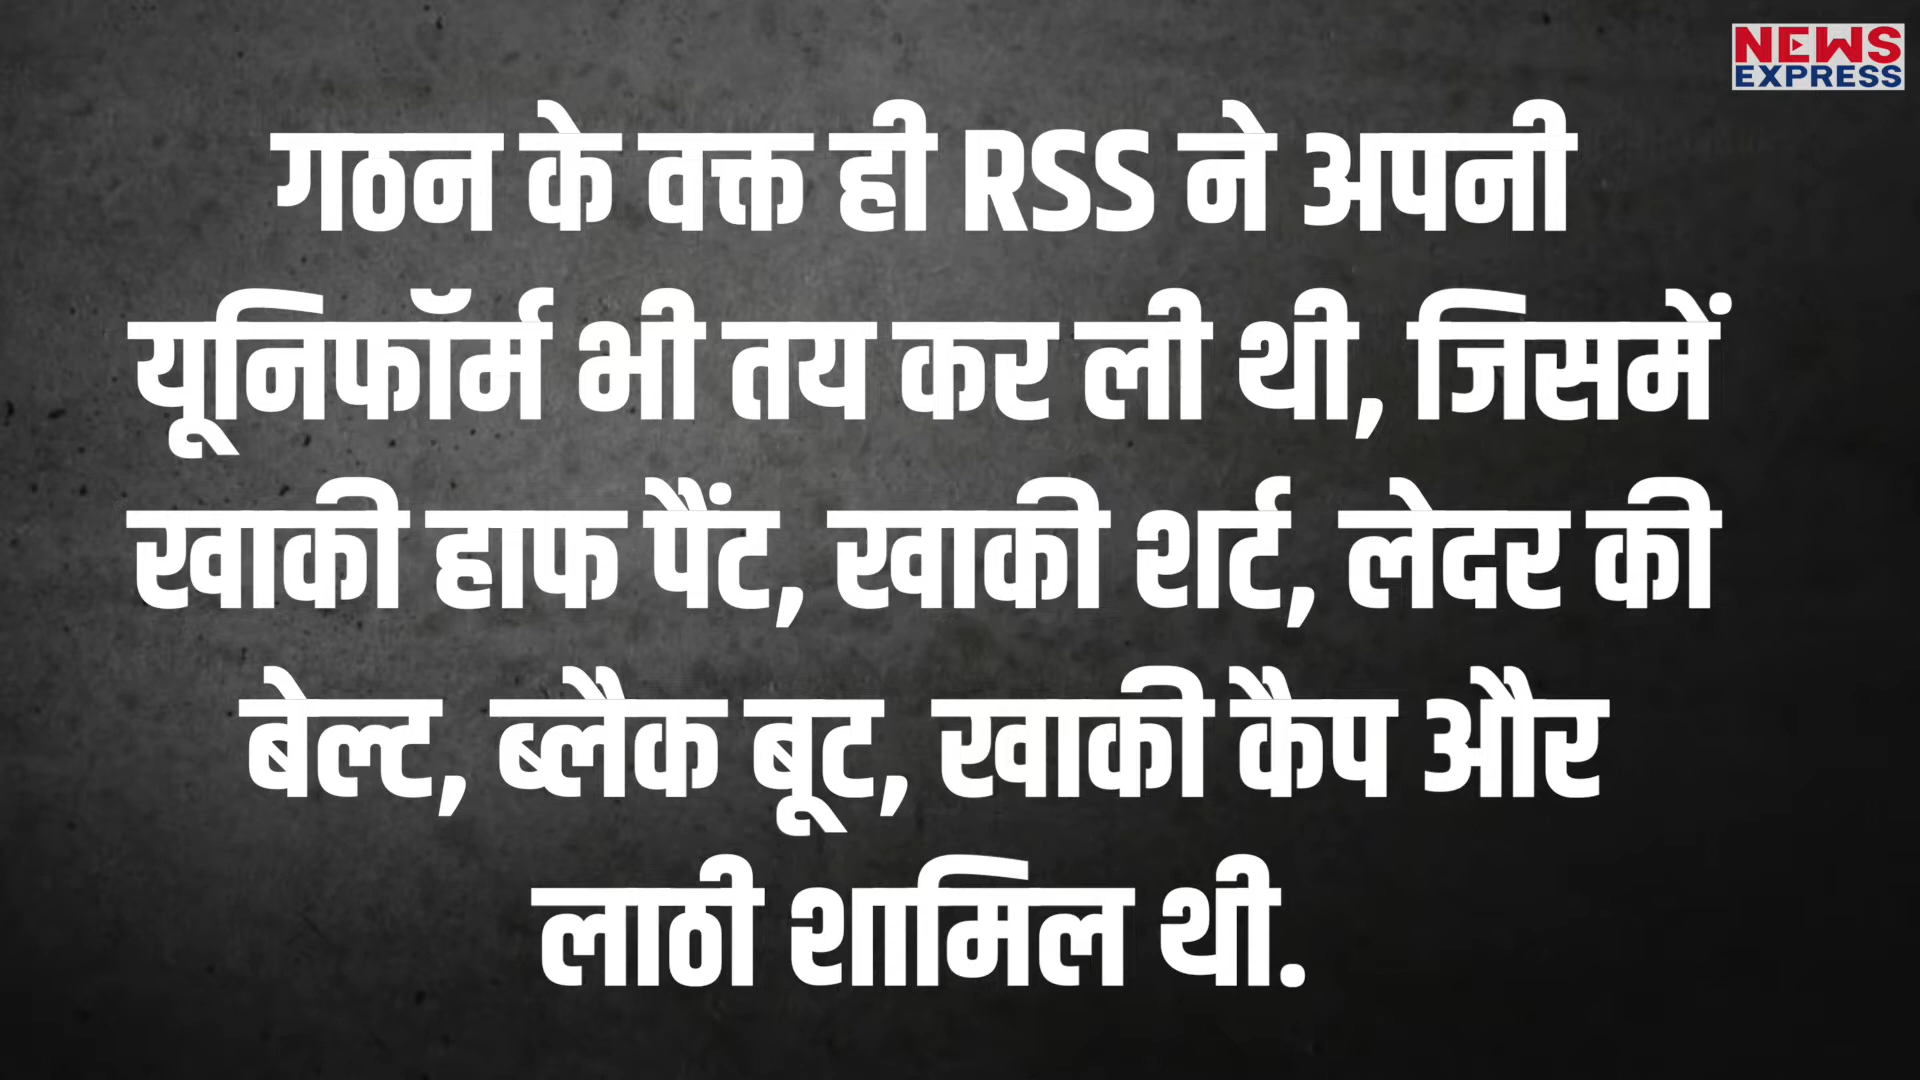 NEWS
EXPRESS
गठन के वक्त ही RSS ने अपनी
यूनिफॉर्म भी तय कर ली थी, जिसमें
खाकी हाफ पैंट, खाकी शर्ट, लेदर की
बेल्ट, ब्लैक बूट, खाकी कैप और
लाठी शामिल थी.